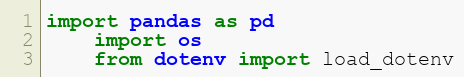 1 import pandas as pd
2     import os
3     from dotenv import load_dotenv